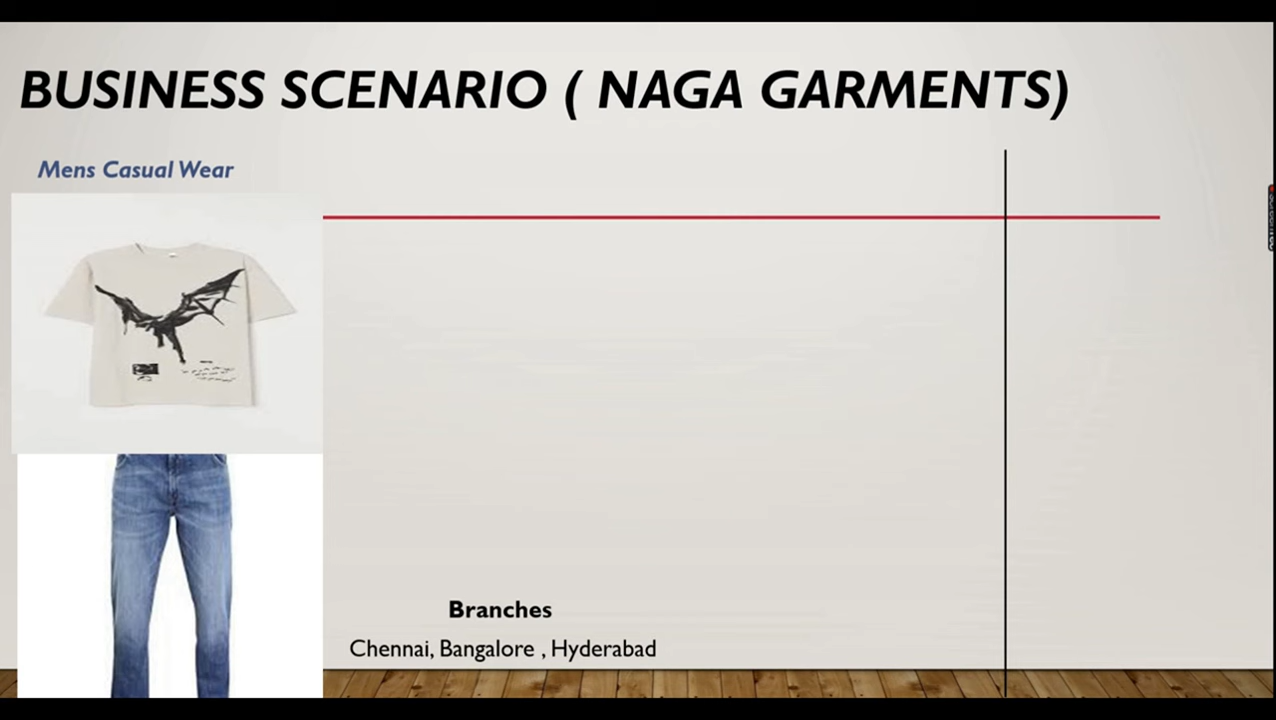 BUSINESS SCENARIO ( NAGA GARMENTS)
Mens Casual Wear
Branches
Chennai, Bangalore , Hyderabad